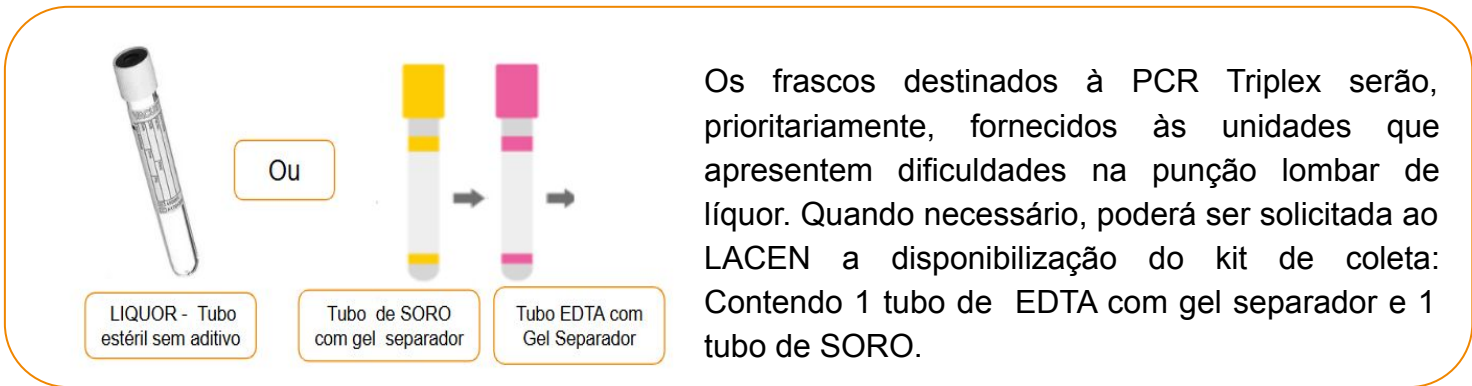 Ou
LIQUOR - Tubo
estéril sem aditivo
Tubo de SORO
com gel separador
Tubo EDTA com
Gel Separador
Os frascos destinados à PCR Triplex serão,
prioritariamente, fornecidos às unidades que
apresentem dificuldades na punção lombar de
líquor. Quando necessário, poderá ser solicitada ao
LACEN a disponibilização do kit de coleta:
Contendo 1 tubo de EDTA com gel separador e 1
tubo de SORO.